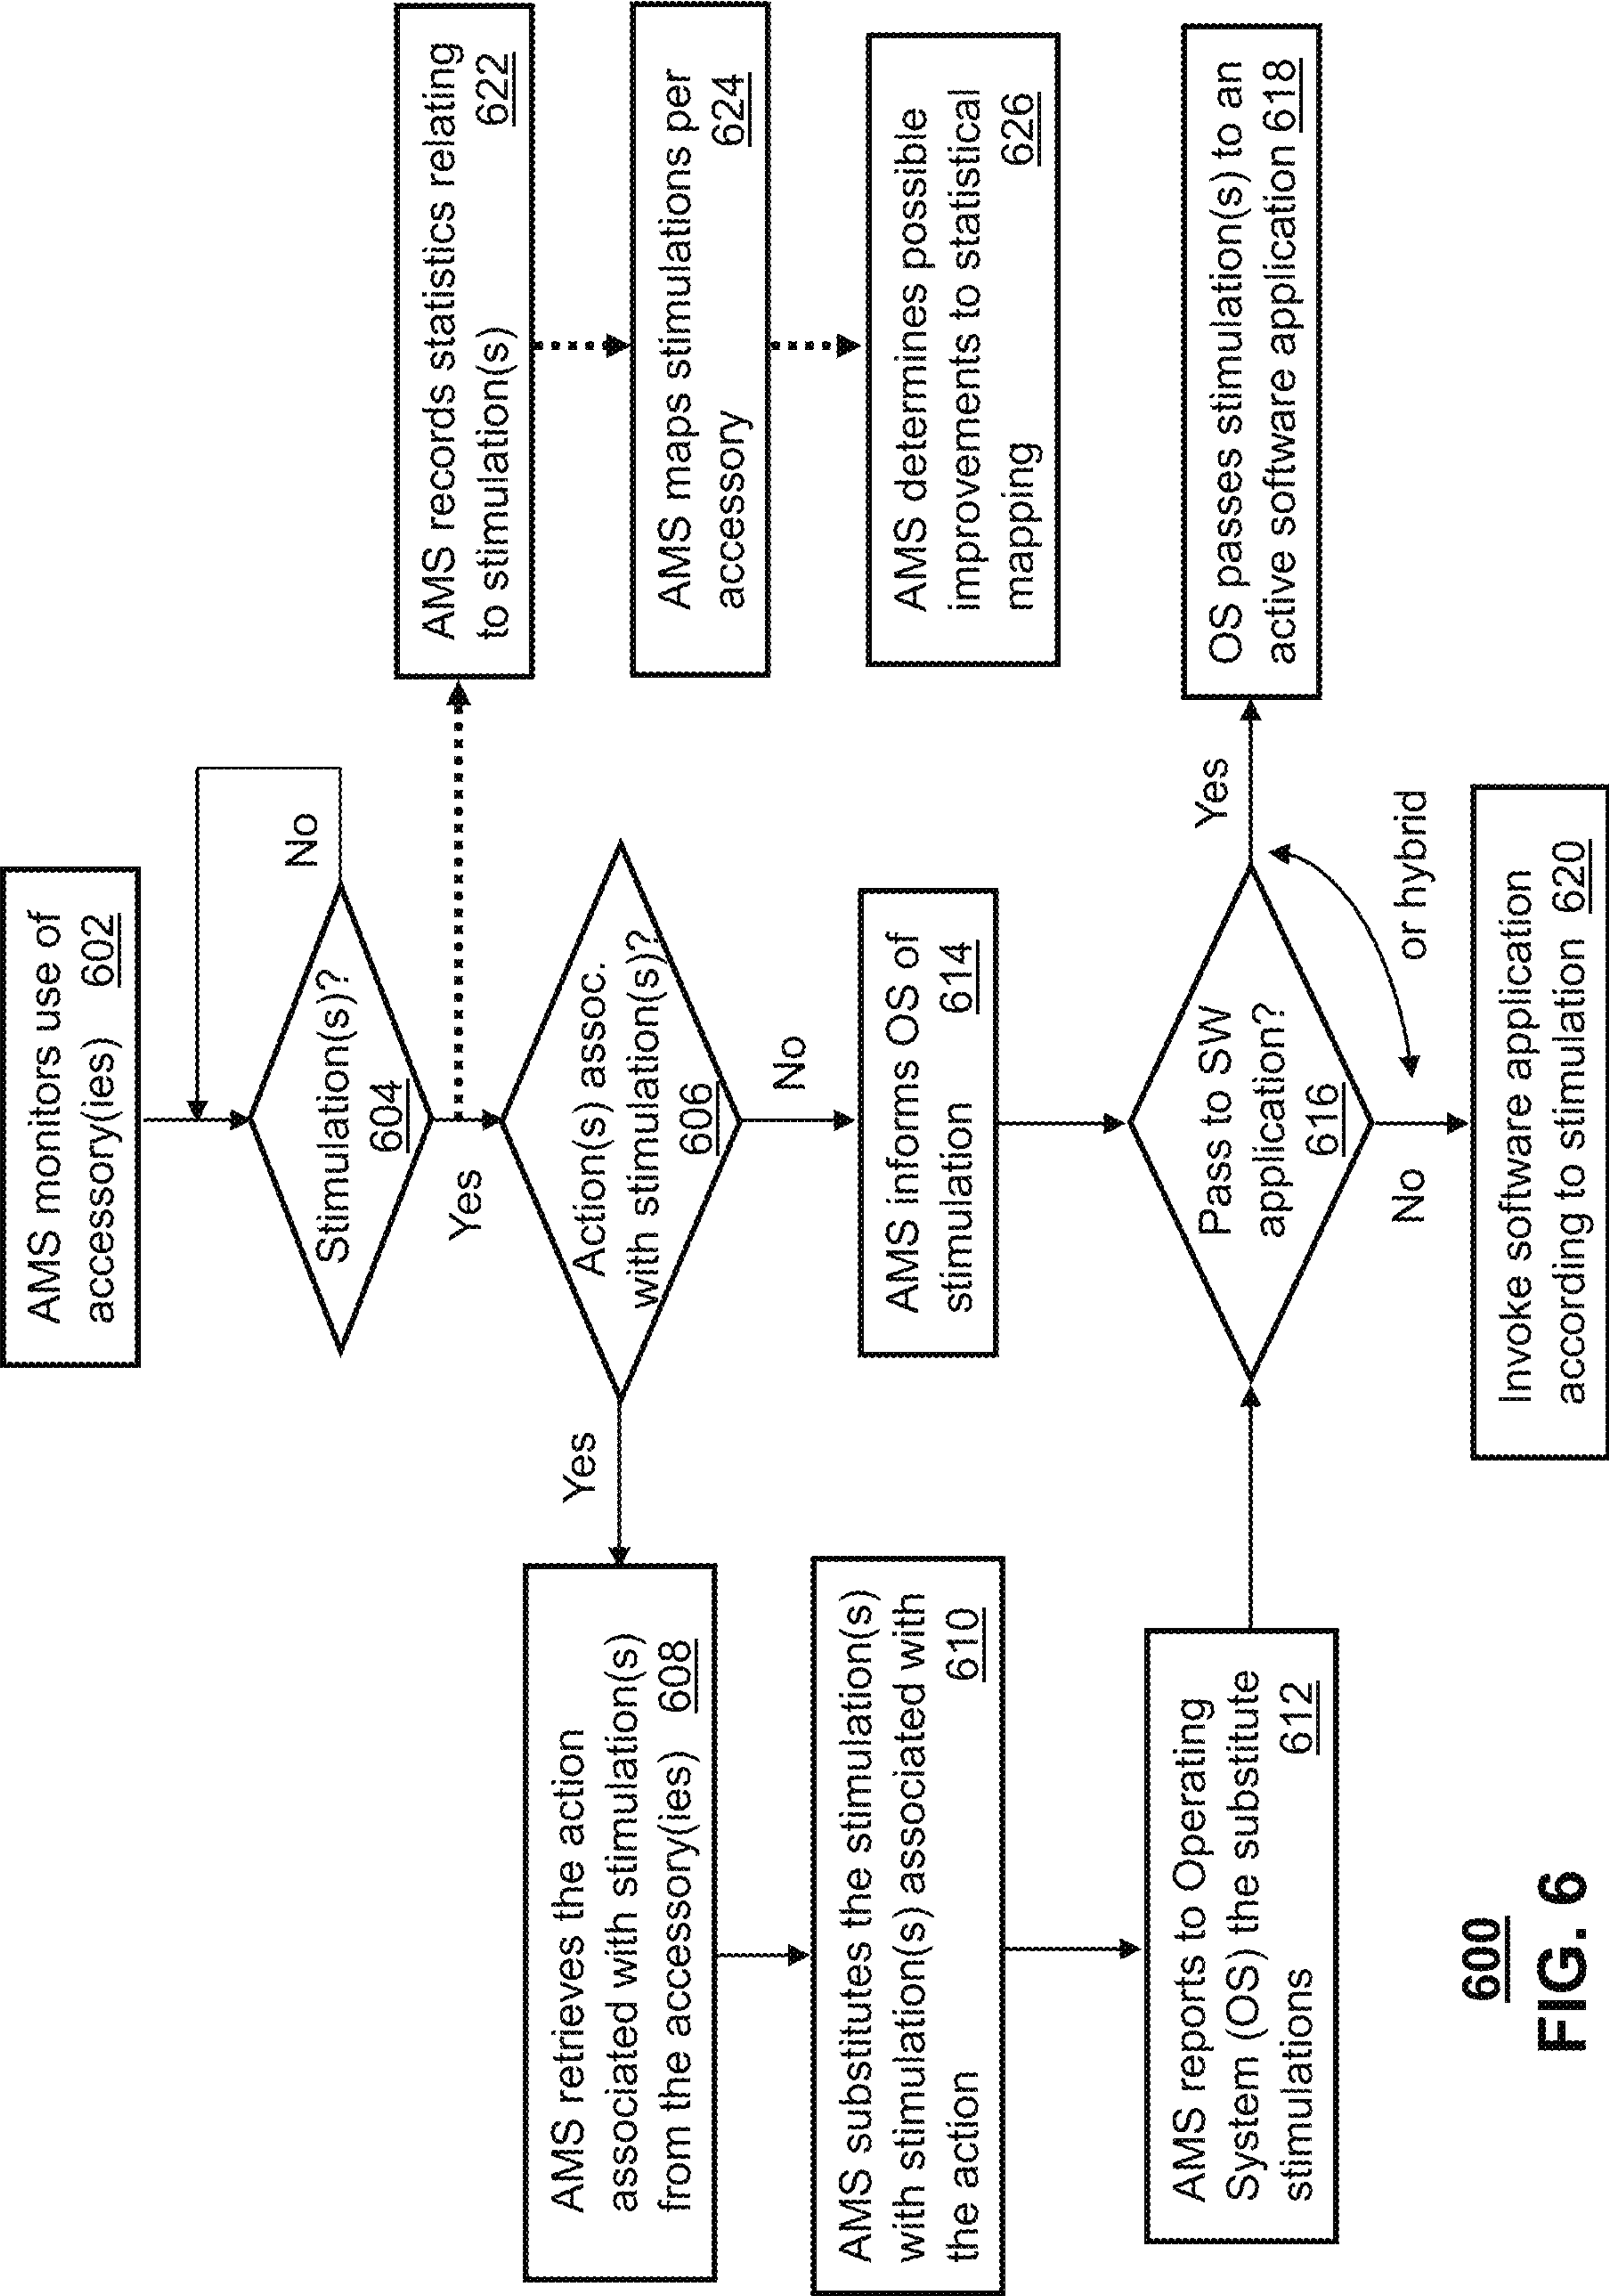 AMS monitors use of
accessory(ies) 602
Stimulation(s)?
604
No
Yes
AMS records statistics relating
to stimulation(s) 622
AMS maps stimulations per
accessory 624
AMS determines possible
improvements to statistical
mapping 626
Action(s) assoc.
with stimulation(s)?
606
Yes
No
AMS retrieves the action
associated with stimulation(s)
from the accessory(ies) 608
AMS substitutes the stimulation(s)
with stimulation(s) associated with
the action 610
AMS reports to Operating
System (OS) the substitute
stimulations 612
AMS informs OS of
stimulation 614
Pass to SW
application?
616
Yes
No
or hybrid
OS passes stimulation(s) to an
active software application 618
Invoke software application
according to stimulation 620
600
FIG. 6